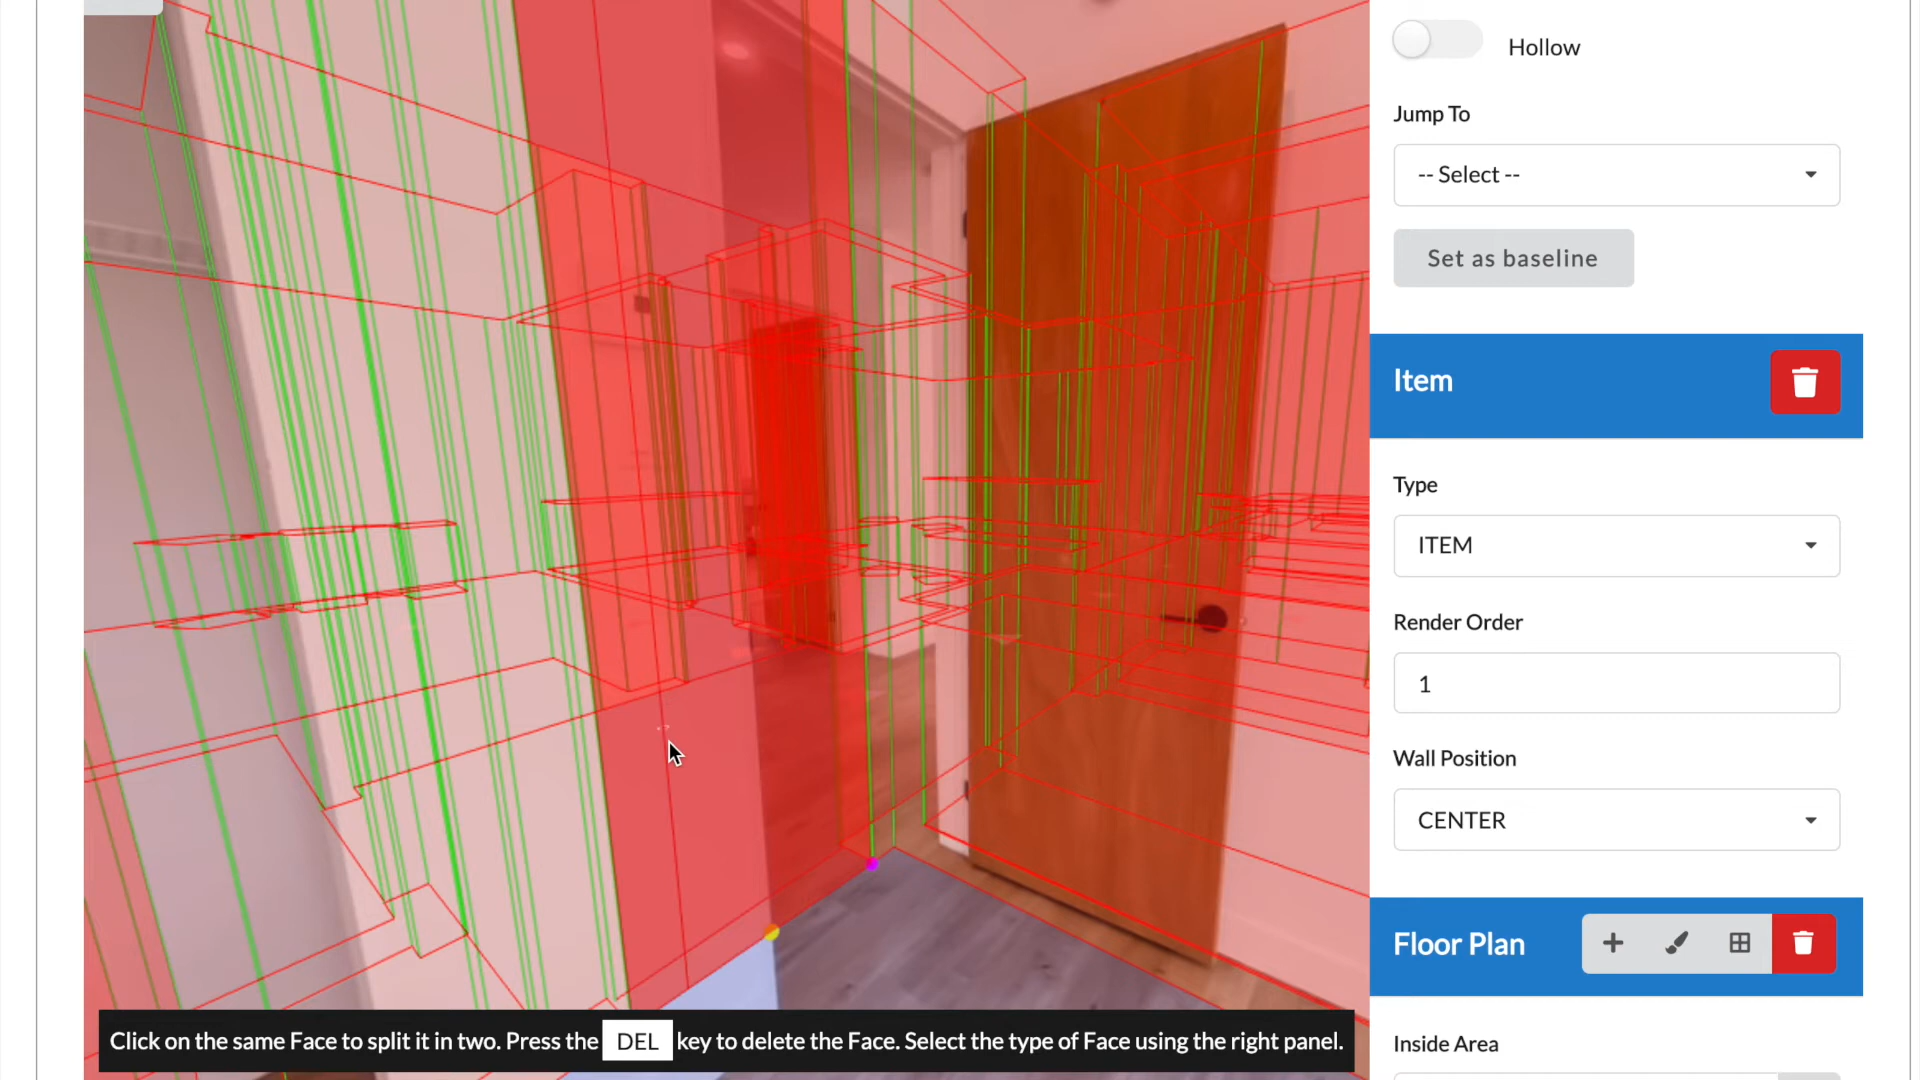 Hollow
Jump To
-- Select --
Set as baseline
Item
Type
ITEM
Render Order
1
Wall Position
CENTER
Floor Plan
Inside Area
Click on the same Face to split it in two. Press the DEL key to delete the Face. Select the type of Face using the right panel.